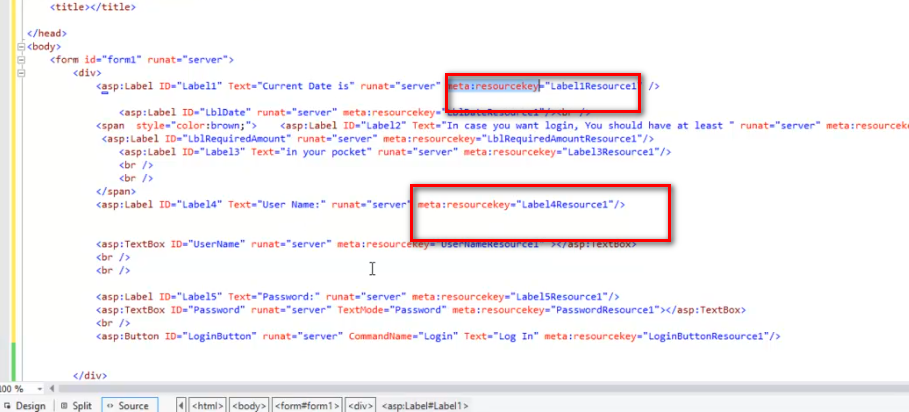 <title></title>
</head>
<body>
<form id="form1" runat="server">
<div>
<asp:Label ID="Label1" Text="Current Date is" runat="server" meta:resourcekey="Label1Resource1" />
<asp:Label ID="LblDate" runat="server" meta:resourcekey="LblDateResource1"/><br />
<span style="color:brown;"> <asp:Label ID="Label2" Text="In case you want login, You should have at least " runat="server" meta:resourcekey
<asp:Label ID="LblRequiredAmount" runat="server" meta:resourcekey="LblRequiredAmountResource1"/>
<asp:Label ID="Label3" Text="in your pocket" runat="server" meta:resourcekey="Label3Resource1"/>
<br />
<br />
</span>
<asp:Label ID="Label4" Text="User Name:" runat="server" meta:resourcekey="Label4Resource1"/>
<asp:TextBox ID="UserName" runat="server" meta:resourcekey="UserNameResource1"></asp:TextBox>
<br />
<br />
<asp:Label ID="Label5" Text="Password:" runat="server" meta:resourcekey="Label5Resource1"/>
<asp:TextBox ID="Password" runat="server" TextMode="Password" meta:resourcekey="PasswordResource1"></asp:TextBox>
<br />
<asp:Button ID="LoginButton" runat="server" CommandName="Login" Text="Log In" meta:resourcekey="LoginButtonResource1"/>
</div>
100 %
Design Split Source <html> <body> <form#form1> <div> <asp:Label#Label1>